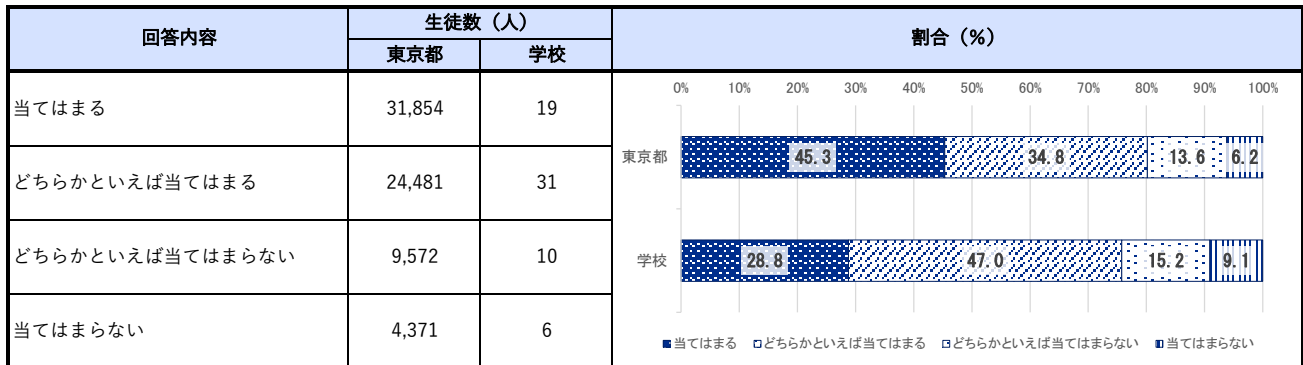 回答内容
生徒数（人）
割合（%）
東京都
学校
当てはまる
31,854
19
どちらかといえば当てはまる
24,481
31
どちらかといえば当てはまらない
9,572
10
当てはまらない
4,371
6
0% 10% 20% 30% 40% 50% 60% 70% 80% 90% 100%
東京都 45.3 34.8 13.6 6.2
学校 28.8 47.0 15.2 9.1
当てはまる どちらかといえば当てはまる どちらかといえば当てはまらない 当てはまらない